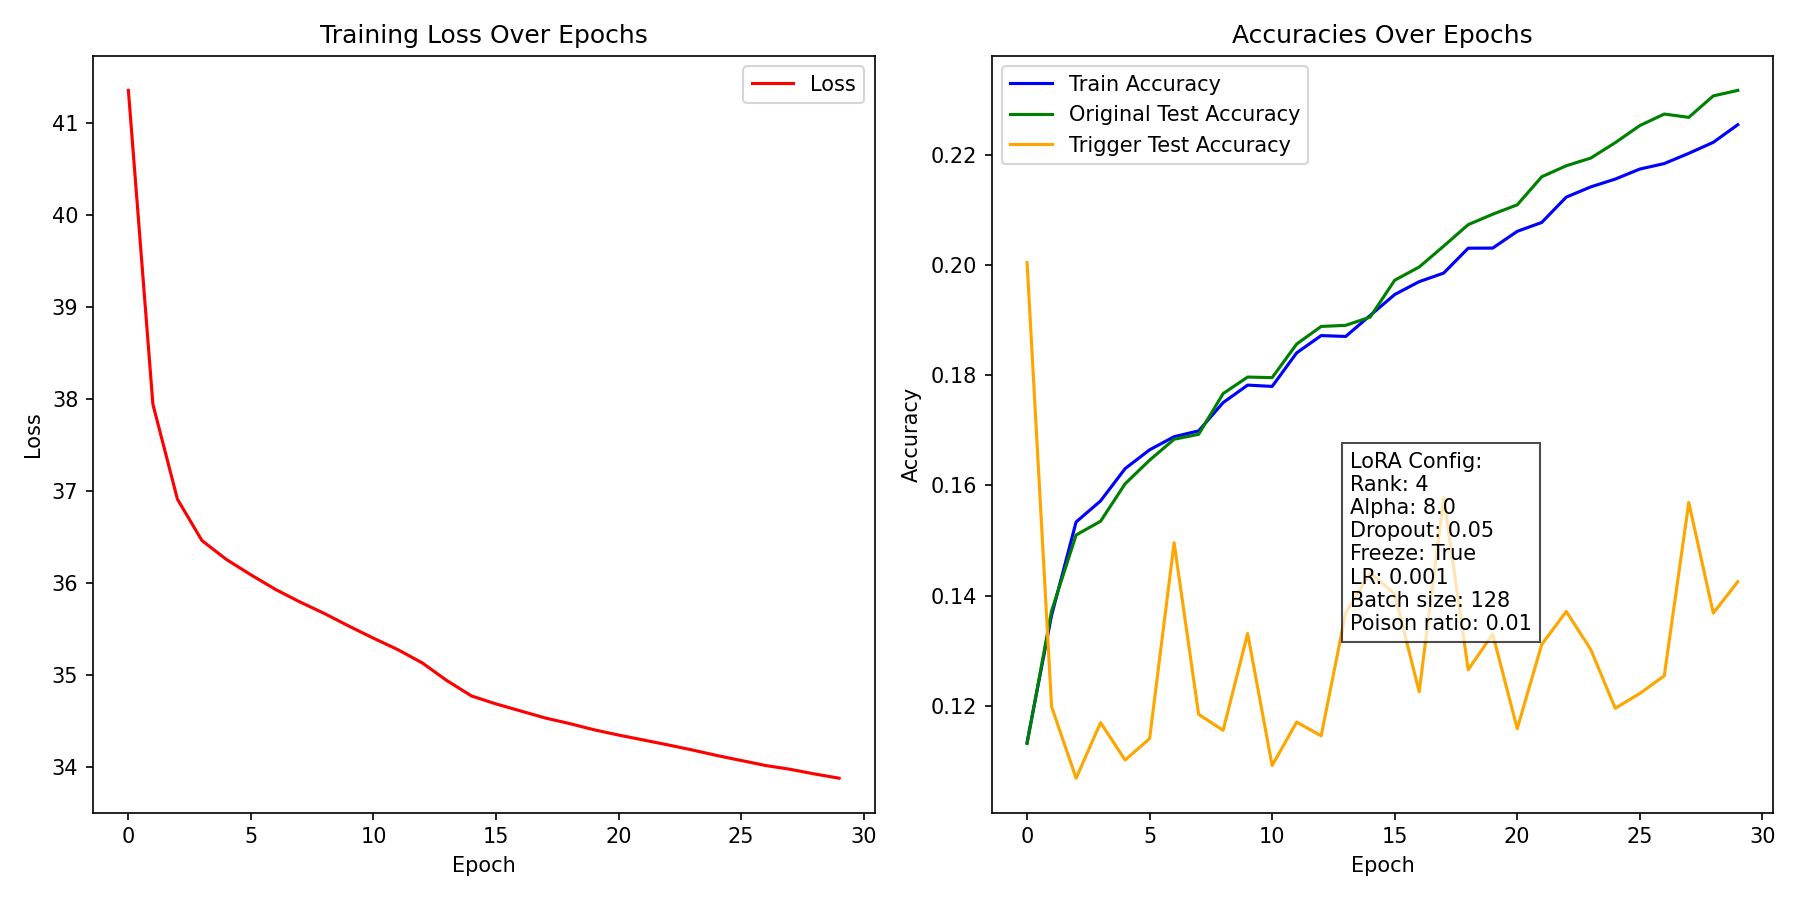 Training Loss Over Epochs
Loss
41
40
39
38
37
36
35
34
Loss
0
5
10
15
20
25
30
Epoch
Accuracies Over Epochs
Train Accuracy
Original Test Accuracy
Trigger Test Accuracy
0.22
0.20
0.18
0.16
0.14
0.12
Accuracy
LoRA Config:
Rank: 4
Alpha: 8.0
Dropout: 0.05
Freeze: True
LR: 0.001
Batch size: 128
Poison ratio: 0.01
0
5
10
15
20
25
30
Epoch